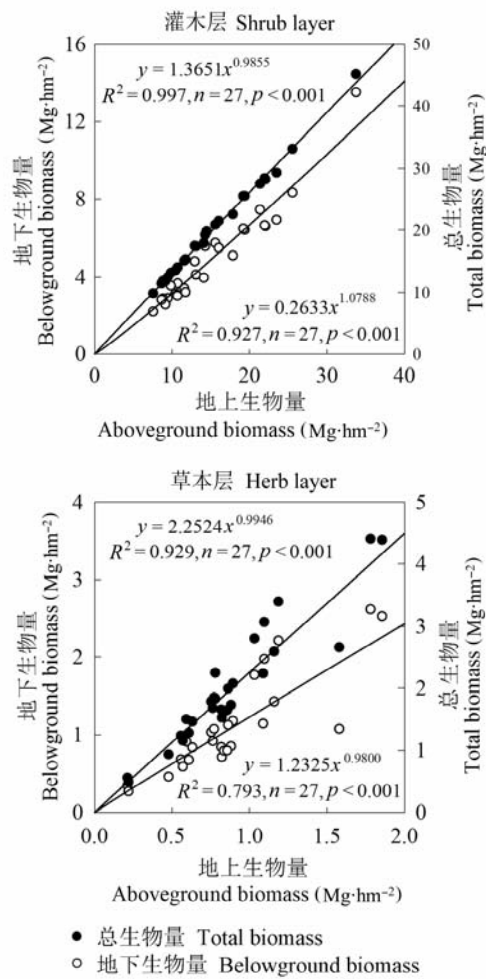 灌木层 Shrub layer
16
12
8
4
0
50
40
30
20
10
0
y = 1.3651x^0.9855
R² = 0.997, n = 27, p < 0.001
y = 0.2633x^1.0788
R² = 0.927, n = 27, p < 0.001
地下生物量
Belowground biomass (Mg·hm⁻²)
总生物量
Total biomass (Mg·hm⁻²)
0 10 20 30 40
地上生物量
Aboveground biomass (Mg·hm⁻²)
草本层 Herb layer
4
3
2
1
0
5
4
3
2
1
0
y = 2.2524x^0.9946
R² = 0.929, n = 27, p < 0.001
y = 1.2325x^0.9800
R² = 0.793, n = 27, p < 0.001
地下生物量
Belowground biomass (Mg·hm⁻²)
总生物量
Total biomass (Mg·hm⁻²)
0.0 0.5 1.0 1.5 2.0
地上生物量
Aboveground biomass (Mg·hm⁻²)
● 总生物量 Total biomass
○ 地下生物量 Belowground biomass